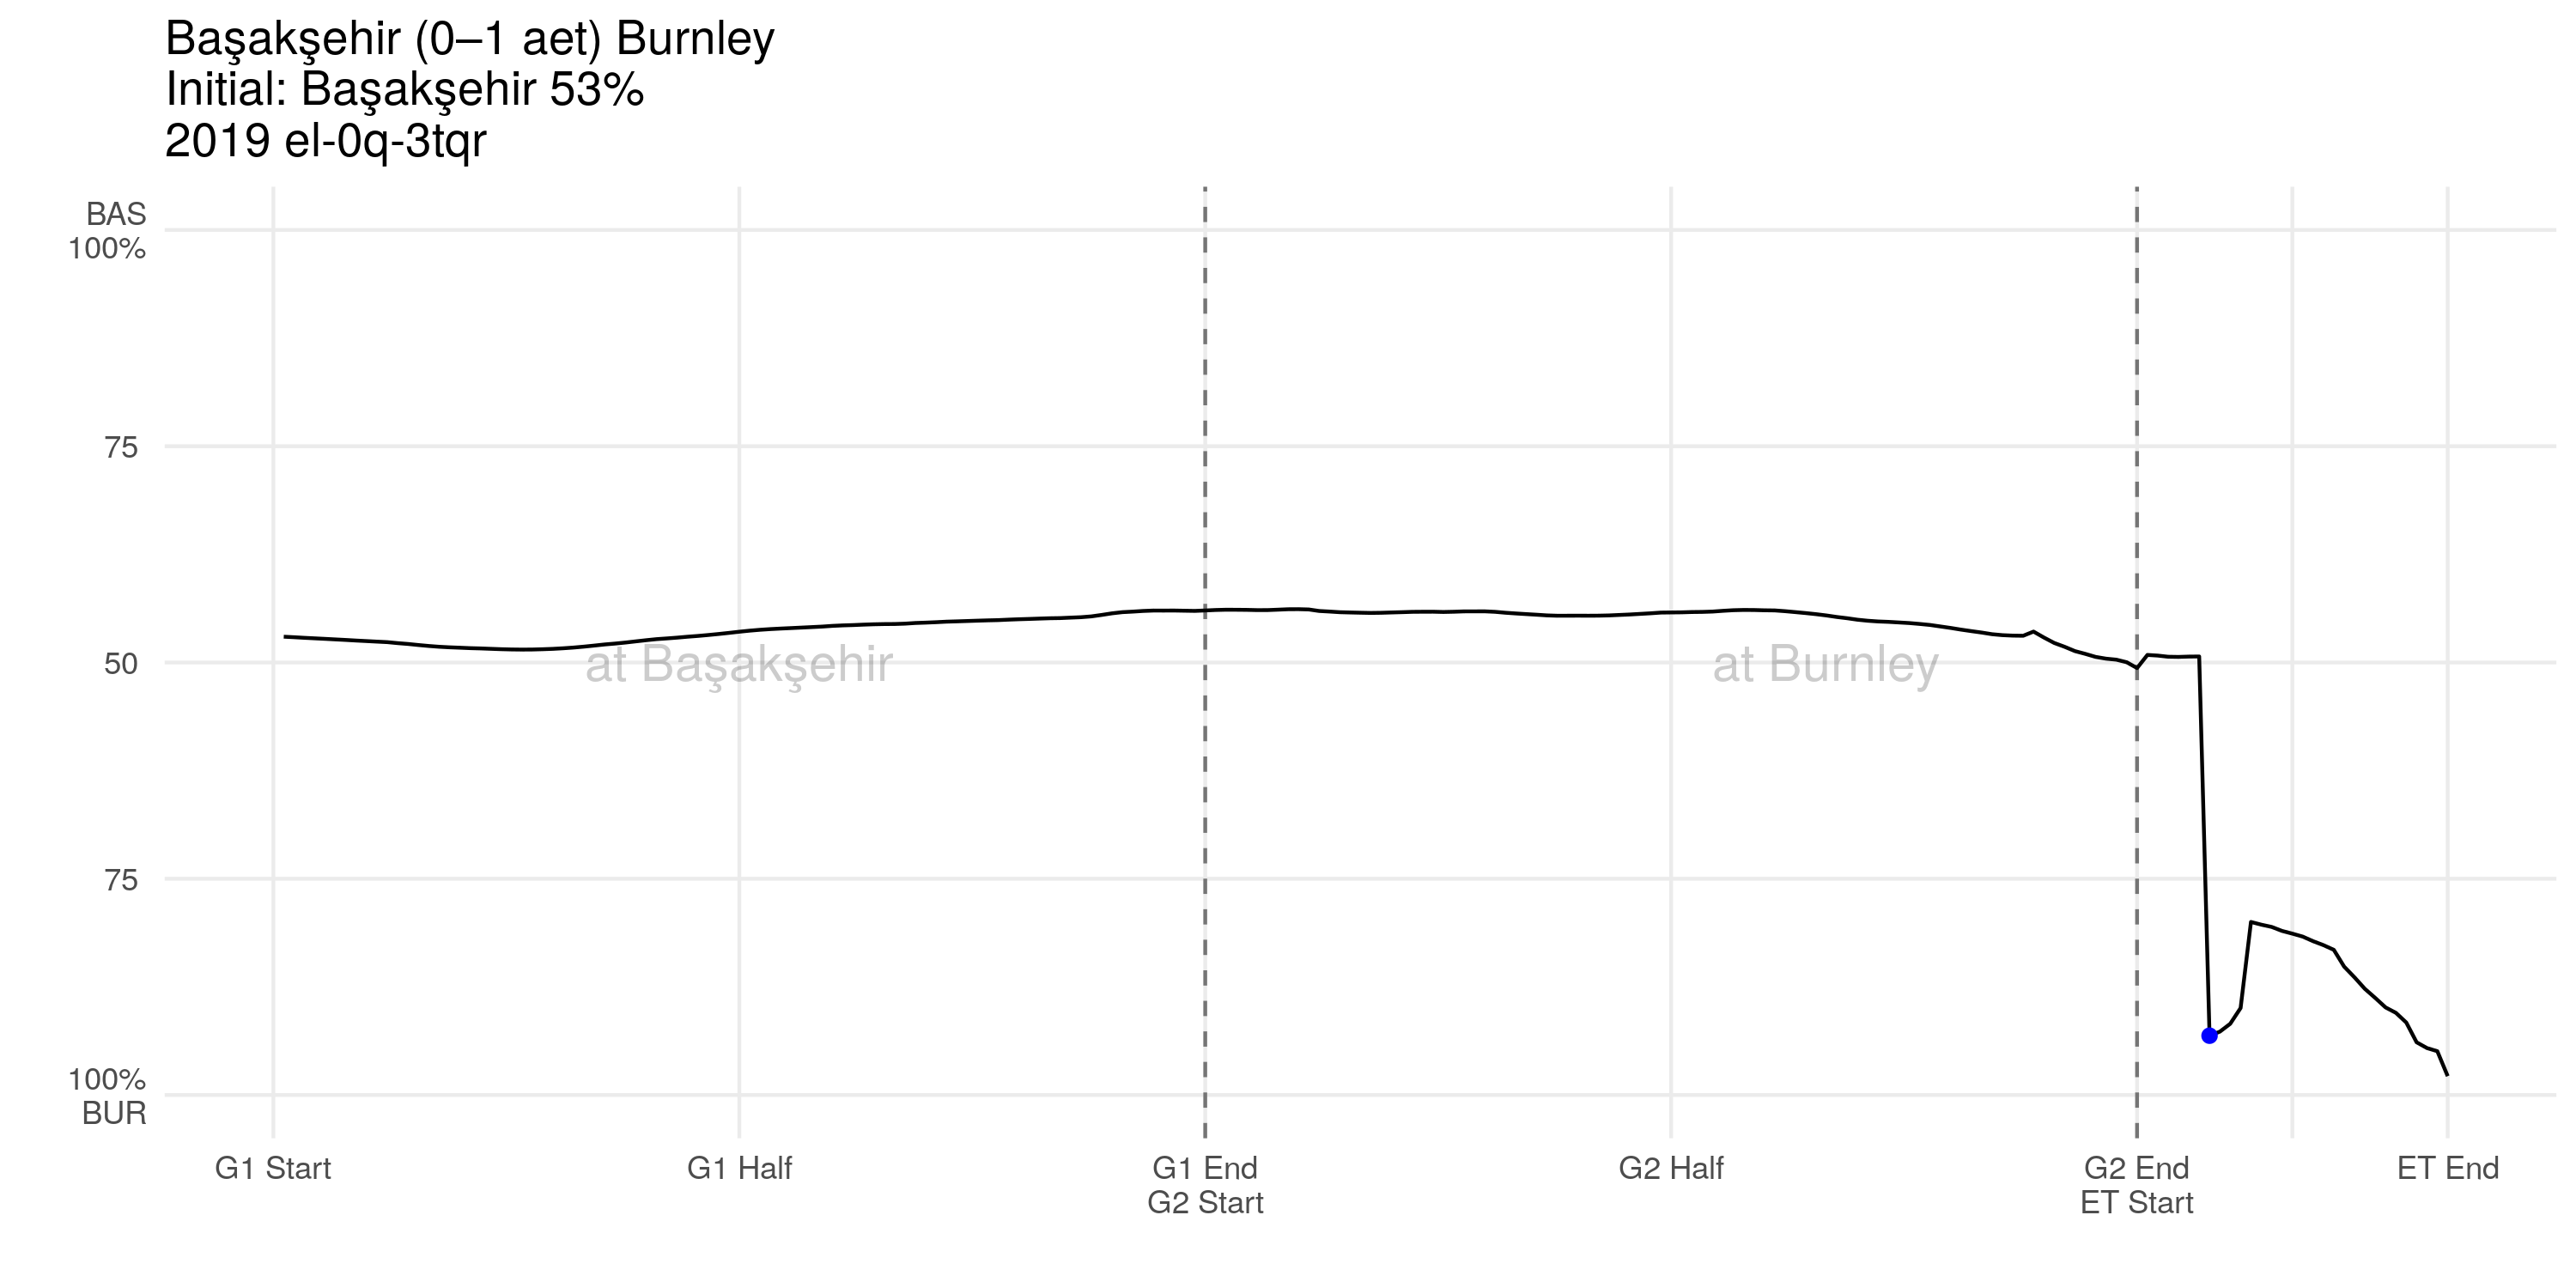 Başakşehir (0–1 aet) Burnley
Initial: Başakşehir 53%
2019 el-0q-3tqr
BAS
100%
75
50
75
100%
BUR
at Başakşehir
at Burnley
G1 Start
G1 Half
G1 End
G2 Start
G2 Half
G2 End
ET Start
ET End